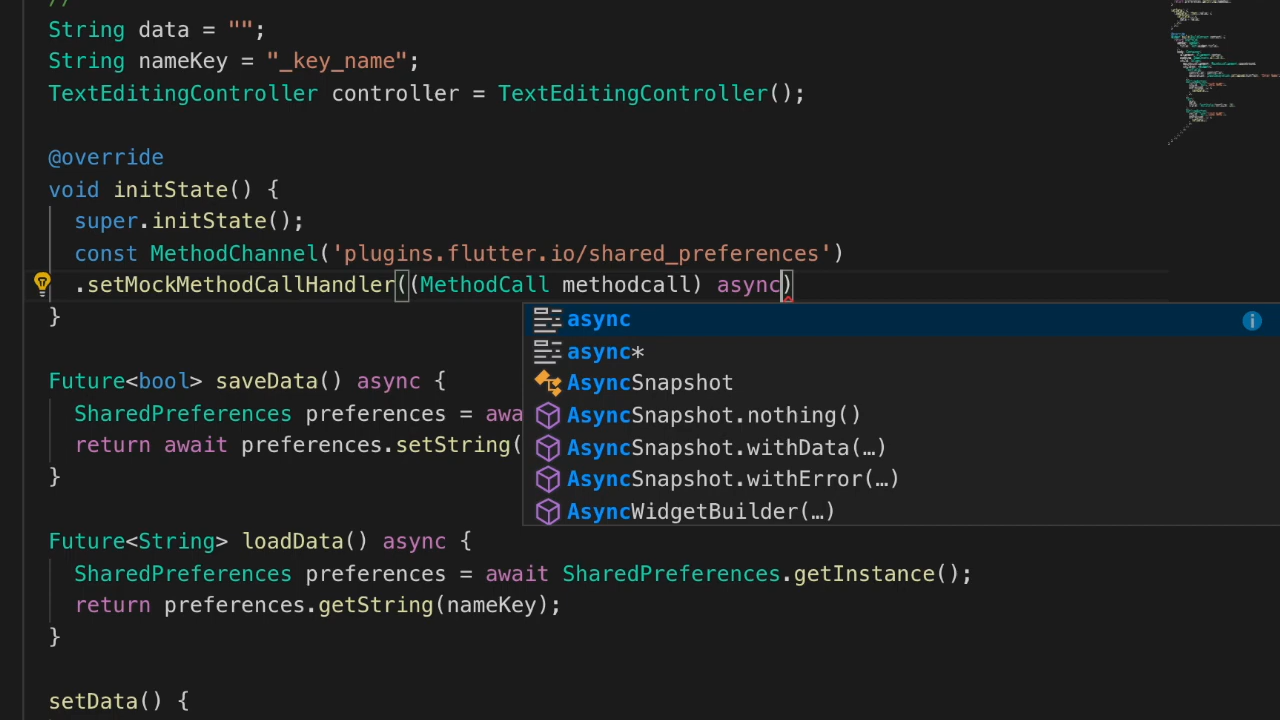 //
String data = "";
String nameKey = "_key_name";
TextEditingController controller = TextEditingController();
@override
void initState() {
super.initState();
const MethodChannel('plugins.flutter.io/shared_preferences')
.setMockMethodCallHandler((MethodCall methodcall) async)
}
async
async*
AsyncSnapshot
AsyncSnapshot.nothing()
AsyncSnapshot.withData(…)
AsyncSnapshot.withError(…)
AsyncWidgetBuilder(…)
Future<bool> saveData() async {
SharedPreferences preferences = awa
return await preferences.setString(
}
Future<String> loadData() async {
SharedPreferences preferences = await SharedPreferences.getInstance();
return preferences.getString(nameKey);
}
setData() {